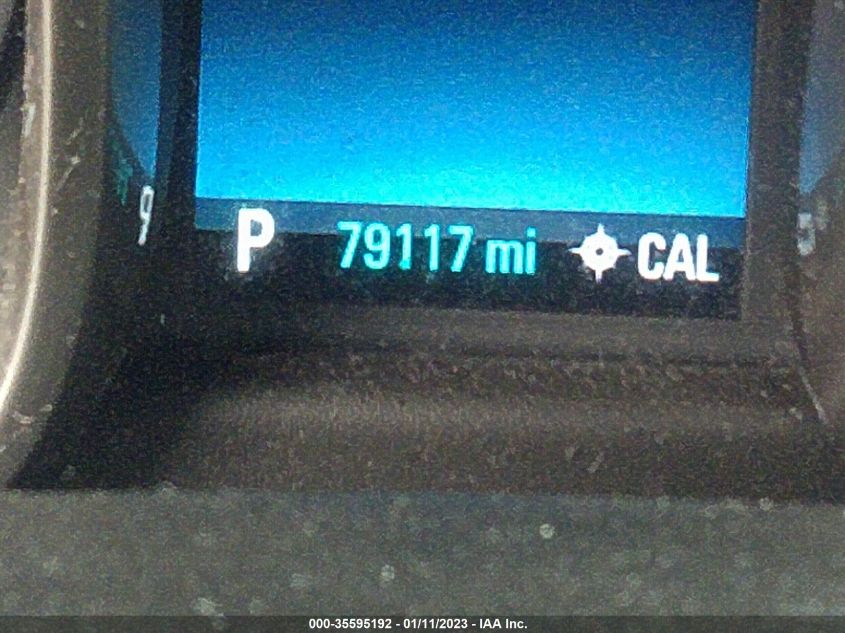 P 79117 mi CAL
000-35595192 - 01/11/2023 - IAA Inc.